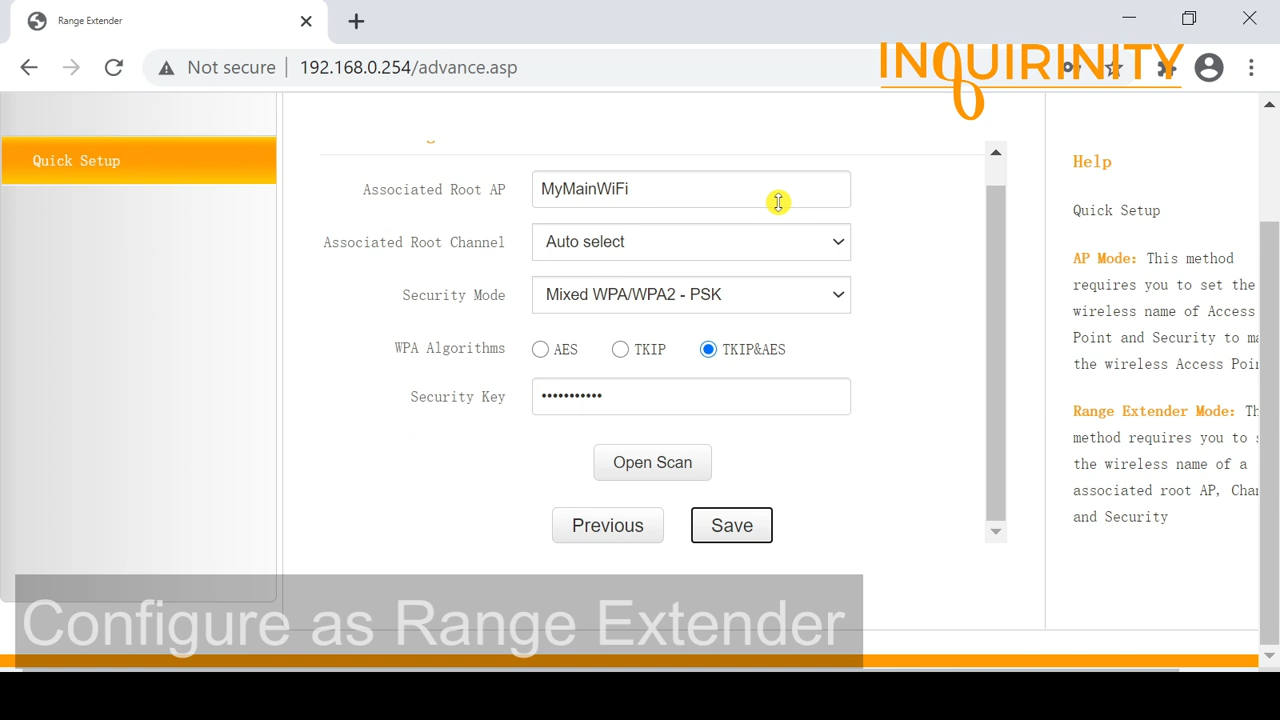 Range Extender
Not secure
192.168.0.254/advance.asp
INQUIRINITY
Quick Setup
Associated Root AP
MyMainWiFi
Associated Root Channel
Auto select
Security Mode
Mixed WPA/WPA2 - PSK
WPA Algorithms
AES
TKIP
TKIP&AES
Security Key
•••••••••••
Open Scan
Previous
Save
Help
Quick Setup
AP Mode: This method
requires you to set the
wireless name of Access
Point and Security to
the wireless Access
Range Extender Mode:
method requires you to
the wireless name of a
associated root AP,
and Security
Configure as Range Extender